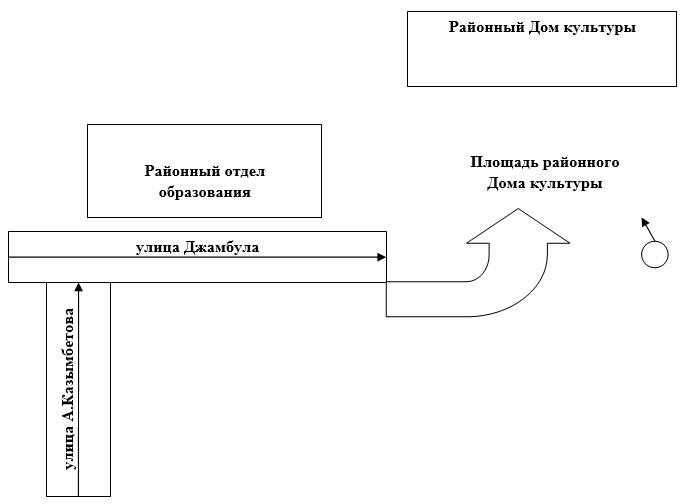 Районный Дом культуры
Районный отдел
образования
Площадь районного
Дома культуры
улица Джамбула
улица А.Казымбетова